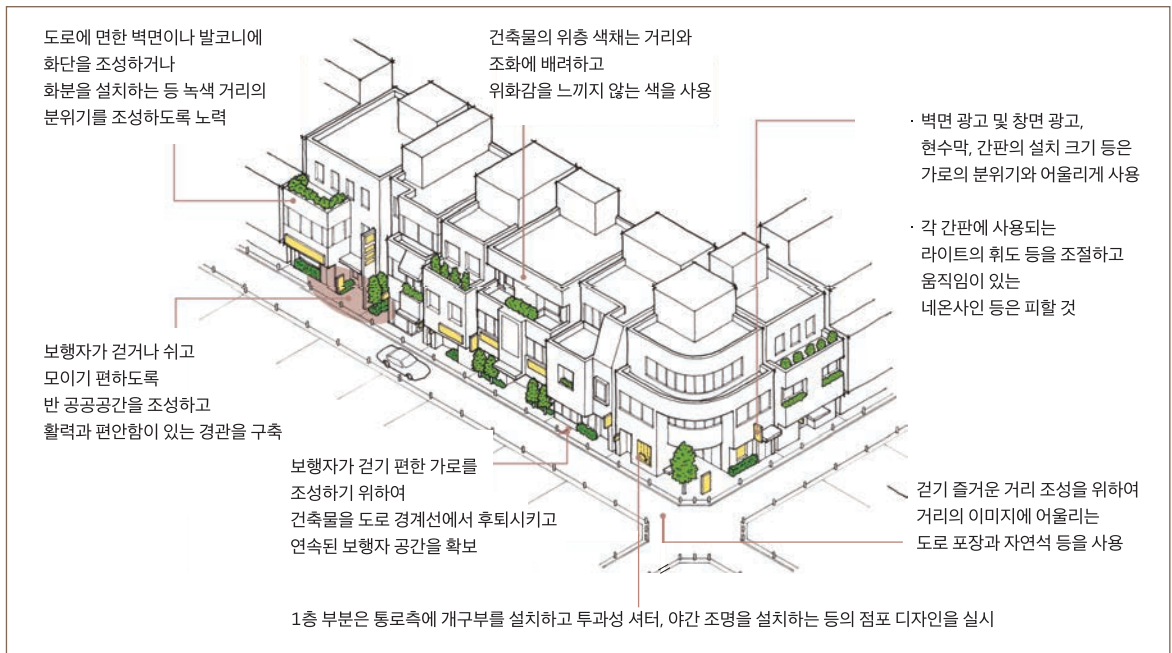 도로에 면한 벽면이나 발코니에
화단을 조성하거나
화분을 설치하는 등 녹색 거리의
분위기를 조성하도록 노력
건축물의 위층 색채는 거리와
조화에 배려하고
위화감을 느끼지 않는 색을 사용
· 벽면 광고 및 창면 광고,
현수막, 간판의 설치 크기 등은
가로의 분위기와 어울리게 사용
· 각 간판에 사용되는
라이트의 휘도 등을 조절하고
움직임이 있는
네온사인 등은 피할 것
보행자가 걷거나 쉬고
모이기 편하도록
반 공공공간을 조성하고
활력과 편안함이 있는 경관을 구축
보행자가 걷기 편한 가로를
조성하기 위하여
건축물을 도로 경계선에서 후퇴시키고
연속된 보행자 공간을 확보
걷기 즐거운 거리 조성을 위하여
거리의 이미지에 어울리는
도로 포장과 자연석 등을 사용
1층 부분은 통로측에 개구부를 설치하고 투과성 셔터, 야간 조명을 설치하는 등의 점포 디자인을 실시